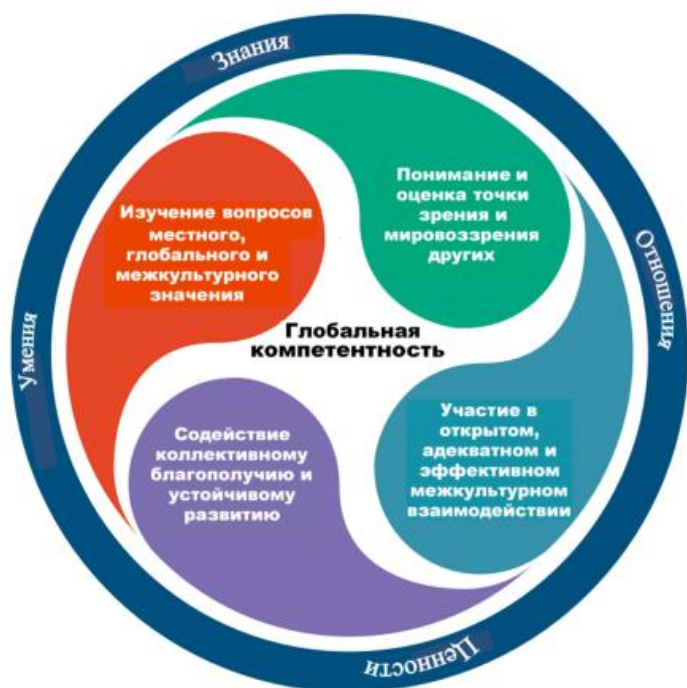 Знания
Понимание и
оценка точки
зрения и
мировоззрения
других
Изучение вопросов
местного,
глобального и
межкультурного
значения
Отношения
Умения
Глобальная
компетентность
Содействие
коллективному
благополучию и
устойчивому
развитию
Участие в
открытом,
адекватном и
эффективном
межкультурном
взаимодействии
Ценности